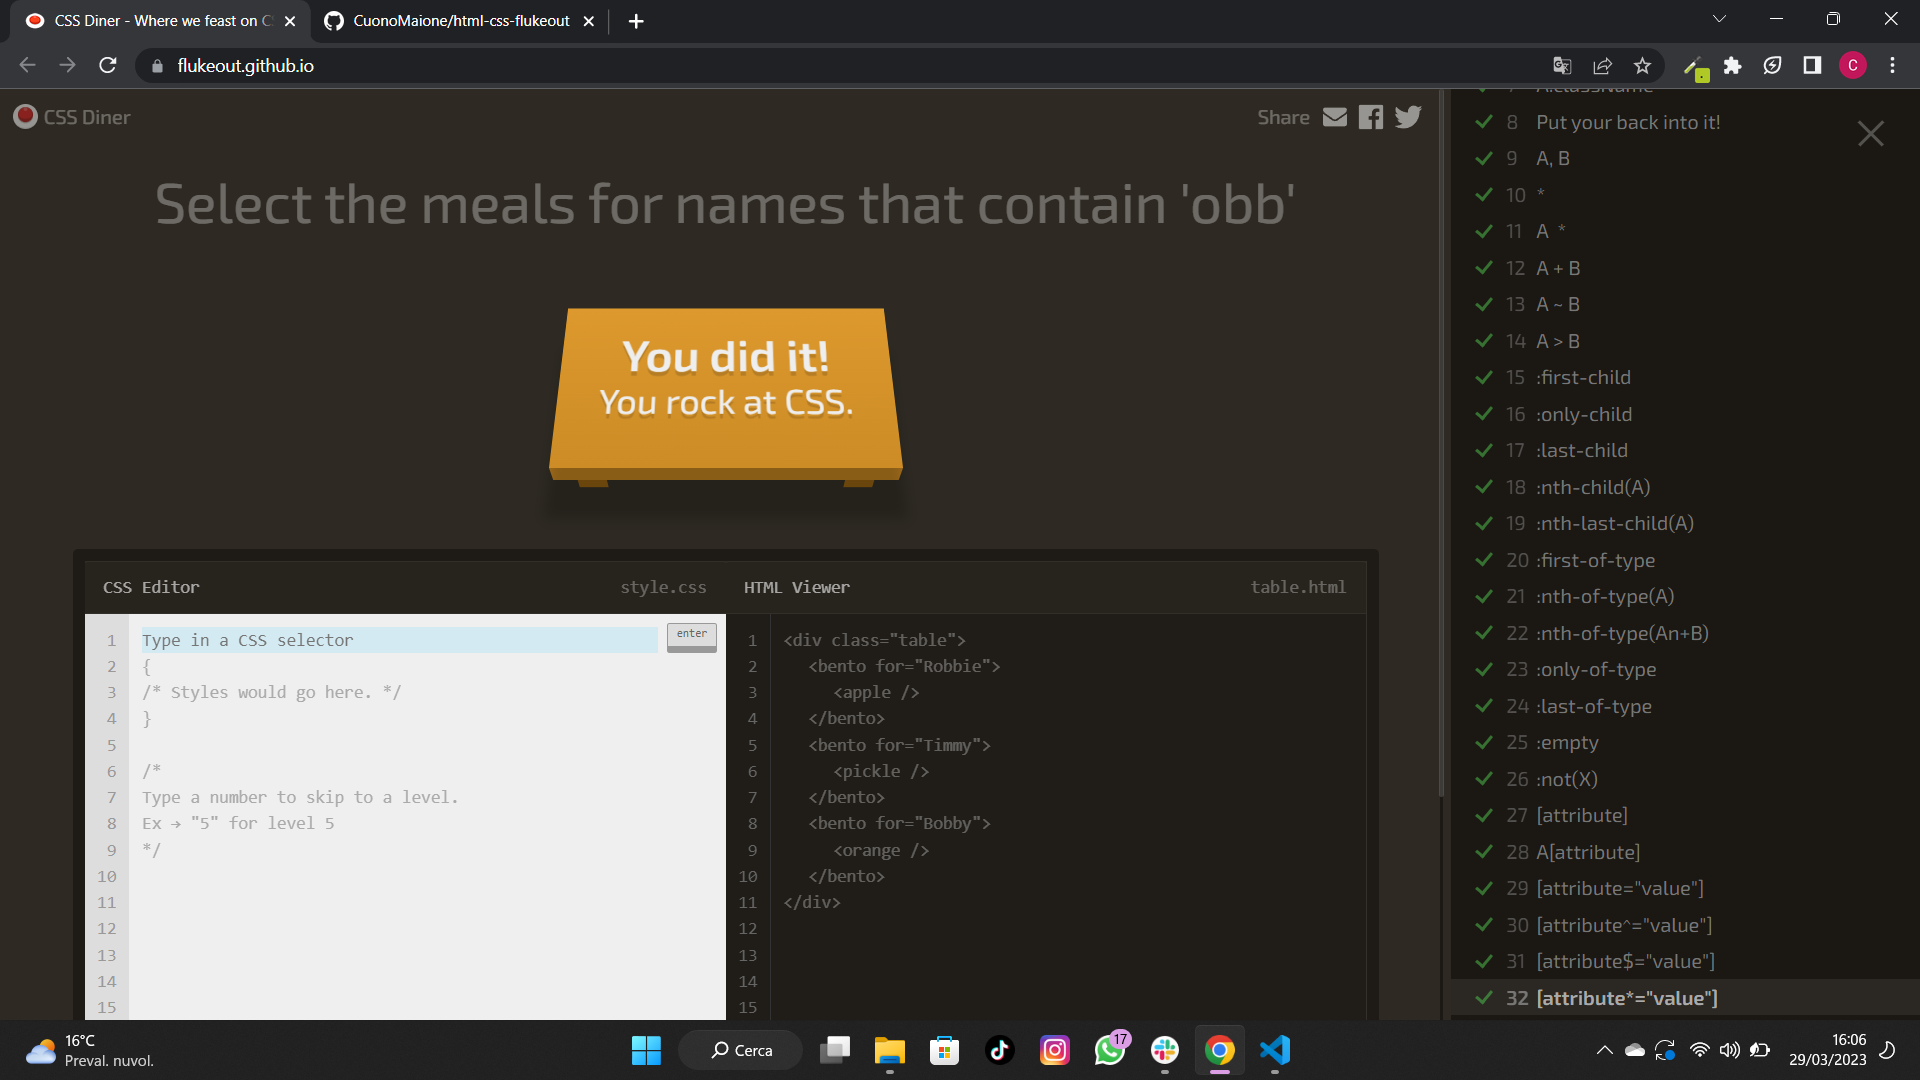 CSS Diner - Where we feast on C
CuonoMaione/html-css-flukeout
flukeout.github.io
C
CSS Diner
Share
Select the meals for names that contain 'obb'
You did it!
You rock at CSS.
CSS Editor
style.css
HTML Viewer
table.html
1 Type in a CSS selector
enter
2 {
3 /* Styles would go here. */
4 }
5
6 /*
7 Type a number to skip to a level.
8 Ex → "5" for level 5
9 */
10
11
12
13
14
15
1 <div class="table">
2 <bento for="Robbie">
3 <apple />
4 </bento>
5 <bento for="Timmy">
6 <pickle />
7 </bento>
8 <bento for="Bobby">
9 <orange />
10 </bento>
11 </div>
12
13
14
15
7 A.className
8 Put your back into it!
9 A, B
10 *
11 A *
12 A + B
13 A ~ B
14 A > B
15 :first-child
16 :only-child
17 :last-child
18 :nth-child(A)
19 :nth-last-child(A)
20 :first-of-type
21 :nth-of-type(A)
22 :nth-of-type(An+B)
23 :only-of-type
24 :last-of-type
25 :empty
26 :not(X)
27 [attribute]
28 A[attribute]
29 [attribute="value"]
30 [attribute^="value"]
31 [attribute$="value"]
32 [attribute*="value"]
16°C
Preval. nuvol.
Cerca
17
16:06
29/03/2023